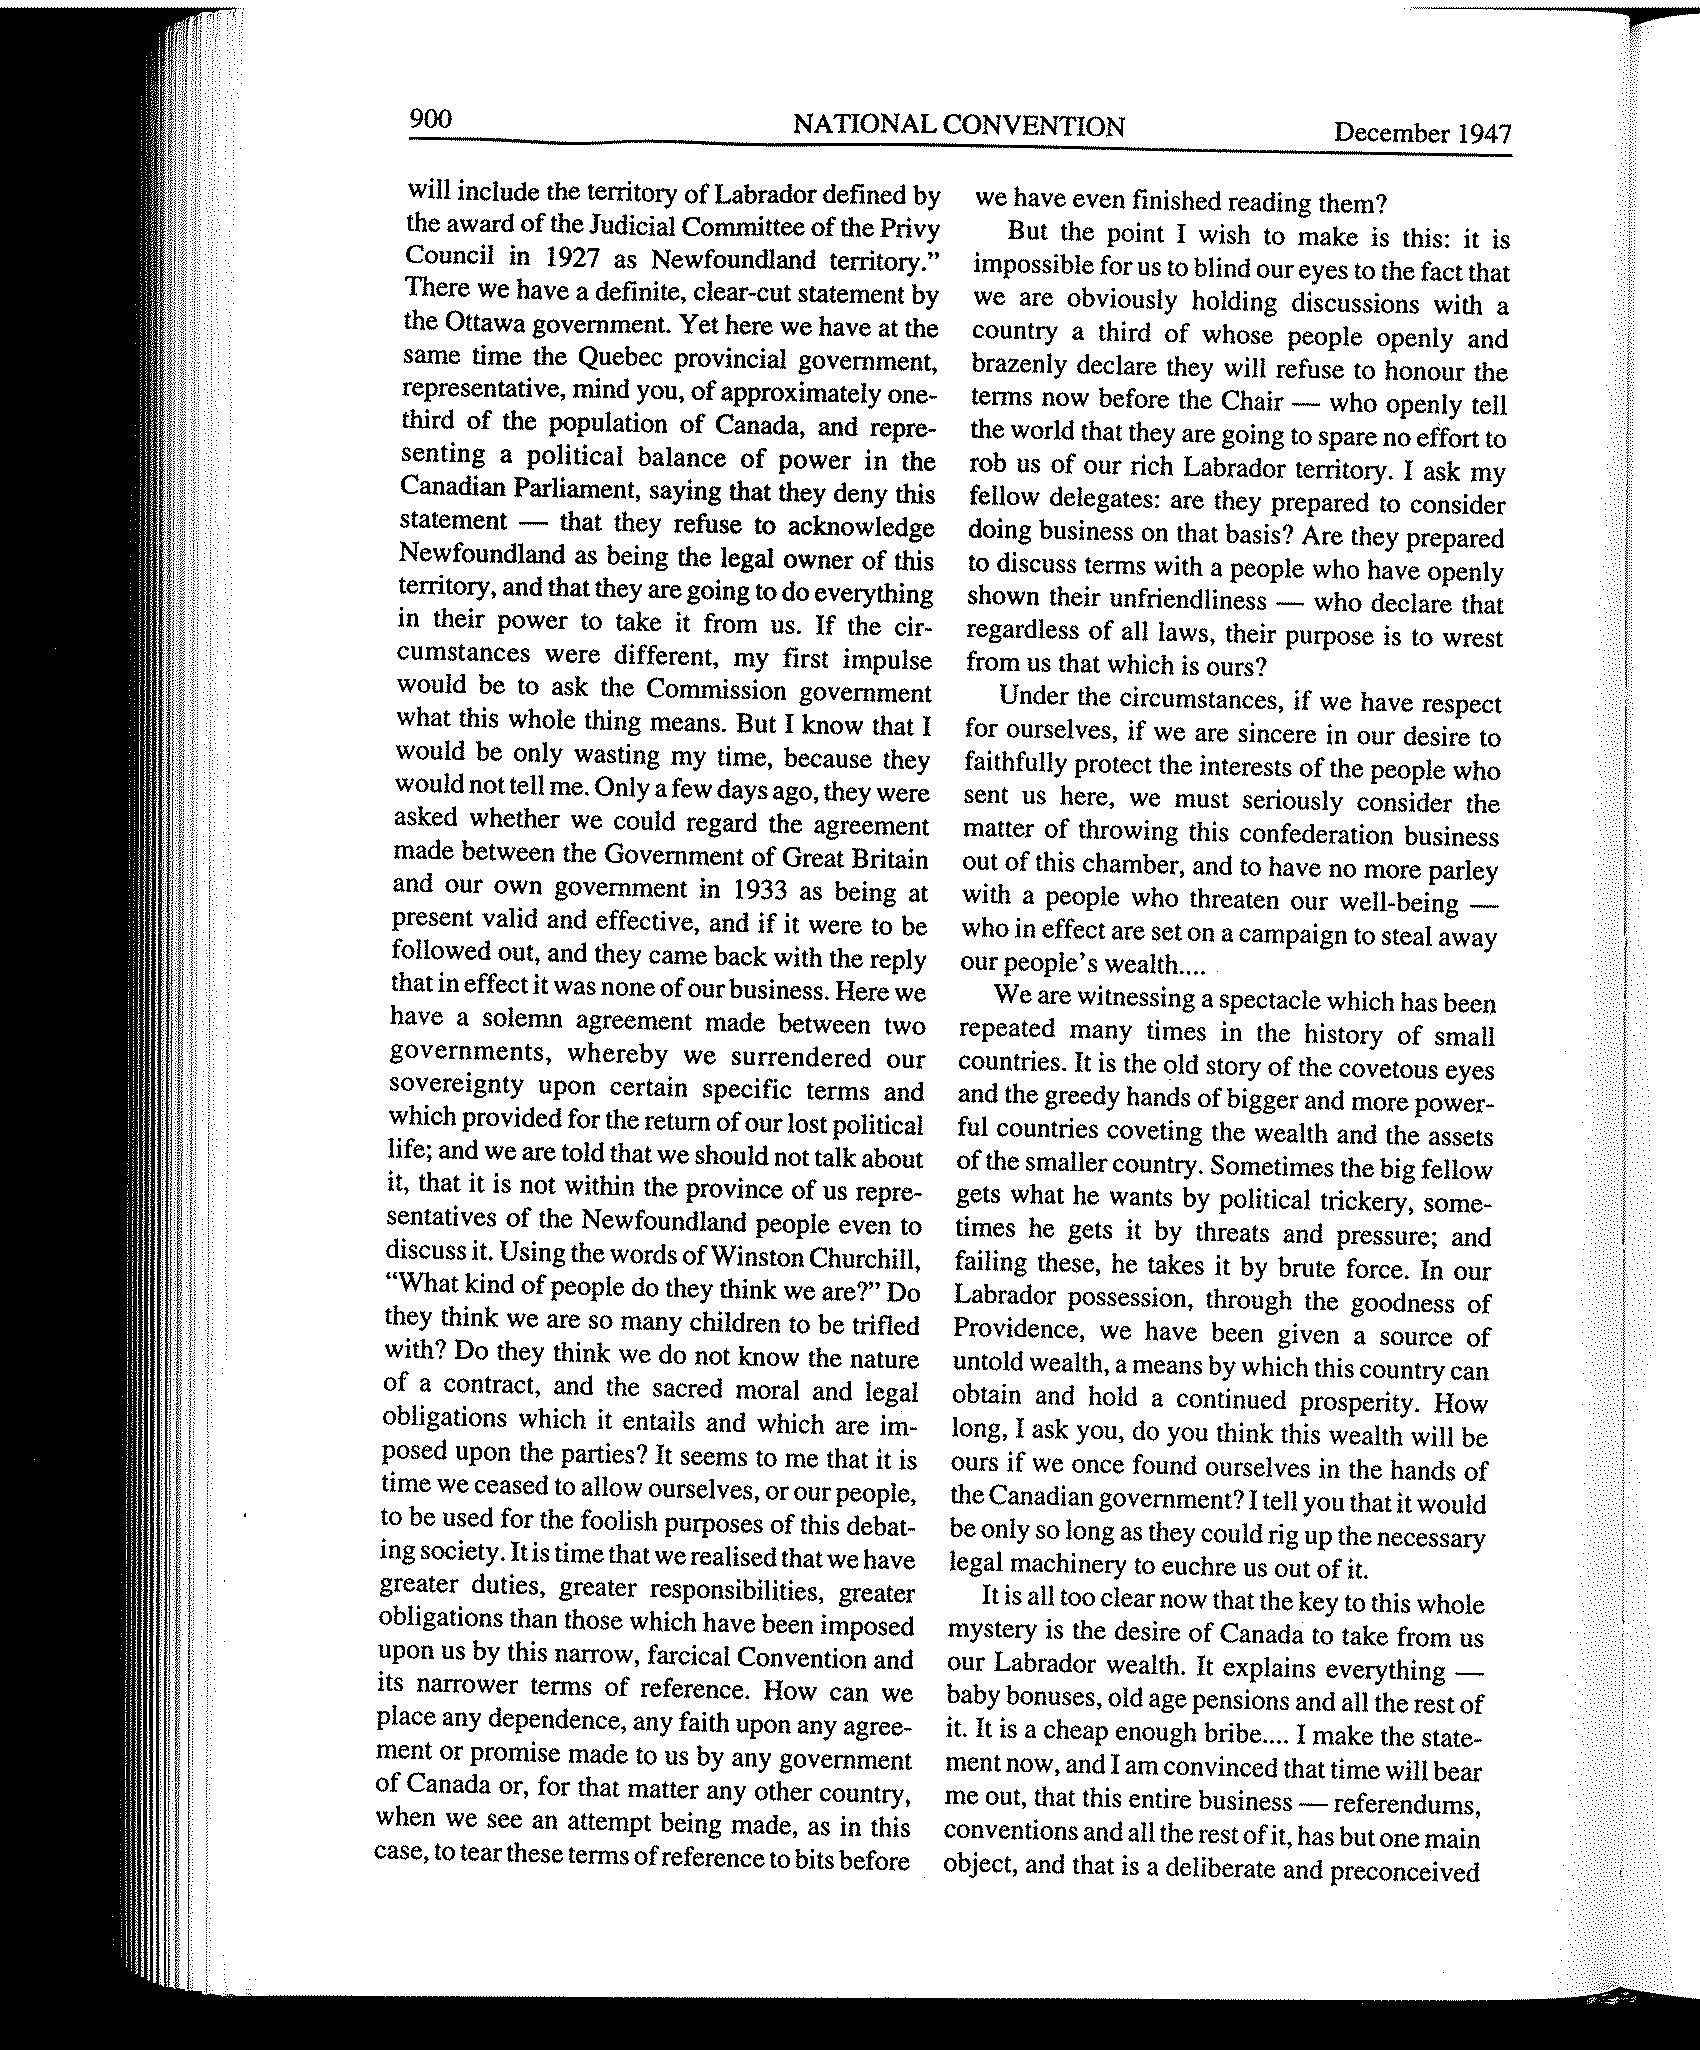 900
NATIONAL CONVENTION
December 1947
will include the territory of Labrador defined by
the award of the Judicial Committee of the Privy
Council in 1927 as Newfoundland territory."
There we have a definite, clear-cut statement by
the Ottawa government. Yet here we have at the
same time the Quebec provincial government,
representative, mind you, of approximately one-
third of the population of Canada, and repre-
senting a political balance of power in the
Canadian Parliament, saying that they deny this
statement — that they refuse to acknowledge
Newfoundland as being the legal owner of this
territory, and that they are going to do everything
in their power to take it from us. If the cir-
cumstances were different, my first impulse
would be to ask the Commission government
what this whole thing means. But I know that I
would be only wasting my time, because they
would not tell me. Only a few days ago, they were
asked whether we could regard the agreement
made between the Government of Great Britain
and our own government in 1933 as being at
present valid and effective, and if it were to be
followed out, and they came back with the reply
that in effect it was none of our business. Here we
have a solemn agreement made between two
governments, whereby we surrendered our
sovereignty upon certain specific terms and
which provided for the return of our lost political
life; and we are told that we should not talk about
it, that it is not within the province of us repre-
sentatives of the Newfoundland people even to
discuss it. Using the words of Winston Churchill,
"What kind of people do they think we are?" Do
they think we are so many children to be trifled
with? Do they think we do not know the nature
of a contract, and the sacred moral and legal
obligations which it entails and which are im-
posed upon the parties? It seems to me that it is
time we ceased to allow ourselves, or our people,
to be used for the foolish purposes of this debat-
ing society. It is time that we realised that we have
greater duties, greater responsibilities, greater
obligations than those which have been imposed
upon us by this narrow, farcical Convention and
its narrower terms of reference. How can we
place any dependence, any faith upon any agree-
ment or promise made to us by any government
of Canada or, for that matter any other country,
when we see an attempt being made, as in this
case, to tear these terms of reference to bits before
we have even finished reading them?
But the point I wish to make is this: it is
impossible for us to blind our eyes to the fact that
we are obviously holding discussions with a
country a third of whose people openly and
brazenly declare they will refuse to honour the
terms now before the Chair — who openly tell
the world that they are going to spare no effort to
rob us of our rich Labrador territory. I ask my
fellow delegates: are they prepared to consider
doing business on that basis? Are they prepared
to discuss terms with a people who have openly
shown their unfriendliness — who declare that
regardless of all laws, their purpose is to wrest
from us that which is ours?
Under the circumstances, if we have respect
for ourselves, if we are sincere in our desire to
faithfully protect the interests of the people who
sent us here, we must seriously consider the
matter of throwing this confederation business
out of this chamber, and to have no more parley
with a people who threaten our well-being —
who in effect are set on a campaign to steal away
our people's wealth....
We are witnessing a spectacle which has been
repeated many times in the history of small
countries. It is the old story of the covetous eyes
and the greedy hands of bigger and more power-
ful countries coveting the wealth and the assets
of the smaller country. Sometimes the big fellow
gets what he wants by political trickery, some-
times he gets it by threats and pressure; and
failing these, he takes it by brute force. In our
Labrador possession, through the goodness of
Providence, we have been given a source of
untold wealth, a means by which this country can
obtain and hold a continued prosperity. How
long, I ask you, do you think this wealth will be
ours if we once found ourselves in the hands of
the Canadian government? I tell you that it would
be only so long as they could rig up the necessary
legal machinery to euchre us out of it.
It is all too clear now that the key to this whole
mystery is the desire of Canada to take from us
our Labrador wealth. It explains everything —
baby bonuses, old age pensions and all the rest of
it. It is a cheap enough bribe.... I make the state-
ment now, and I am convinced that time will bear
me out, that this entire business — referendums,
conventions and all the rest of it, has but one main
object, and that is a deliberate and preconceived